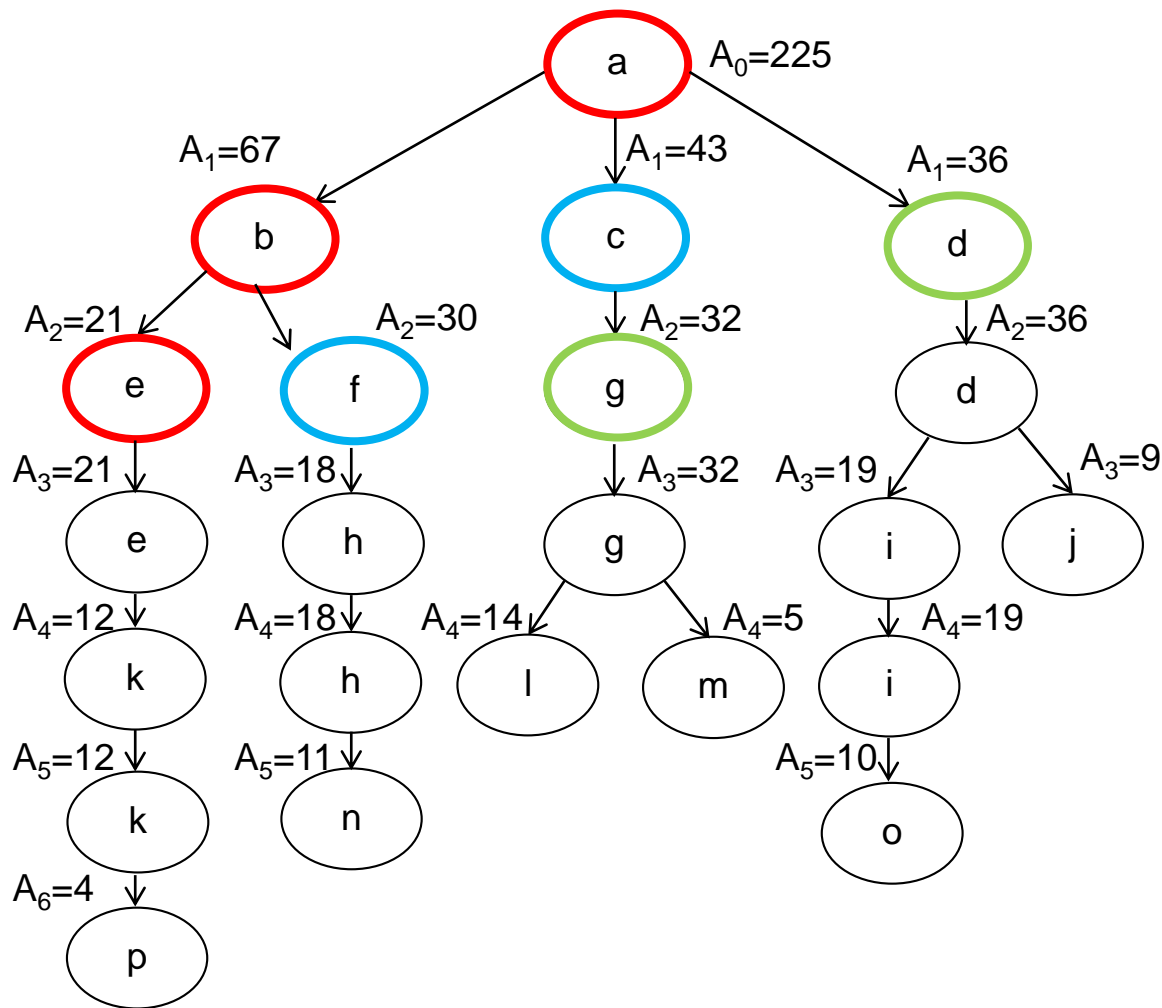 a
A₀=225
A₁=67
A₁=43
A₁=36
b
c
d
A₂=21
A₂=30
A₂=32
A₂=36
e
f
g
d
A₃=21
A₃=18
A₃=32
A₃=19
A₃=9
e
h
g
i
j
A₄=12
A₄=18
A₄=14
A₄=5
A₄=19
k
h
l
m
i
A₅=12
A₅=11
A₅=10
k
n
o
A₆=4
p